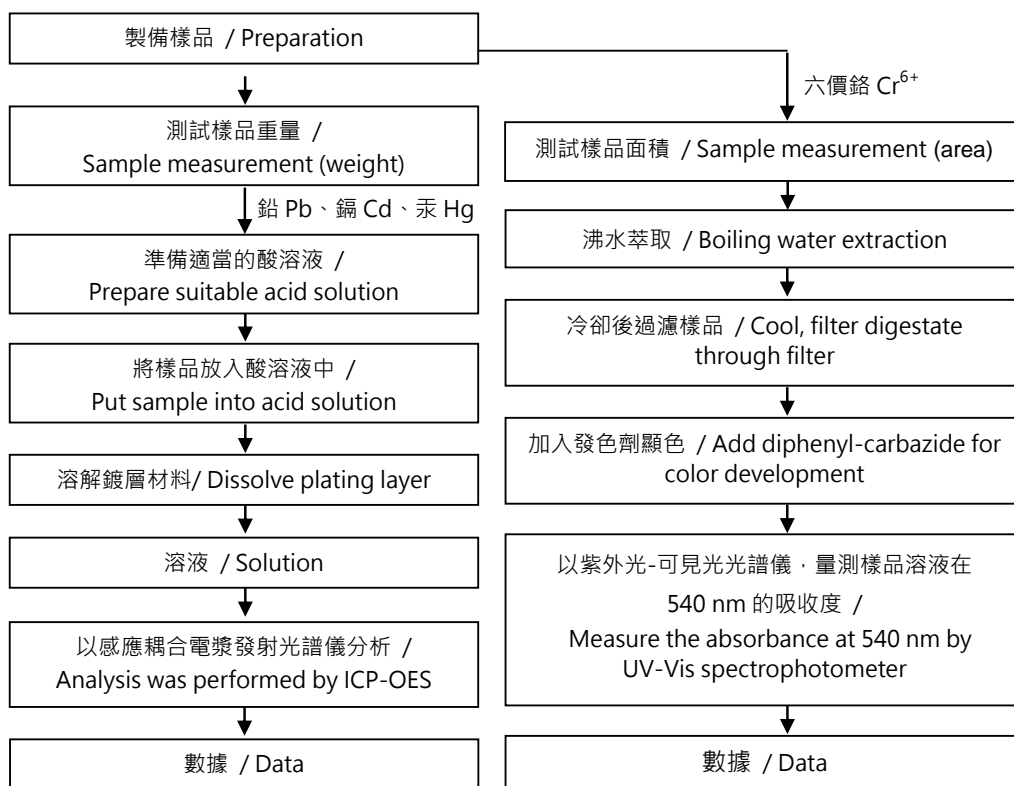 製備樣品 / Preparation
測試樣品重量 /
Sample measurement (weight)
鉛 Pb、鎘 Cd、汞 Hg
準備適當的酸溶液 /
Prepare suitable acid solution
將樣品放入酸溶液中 /
Put sample into acid solution
溶解鍍層材料/ Dissolve plating layer
溶液 / Solution
以感應耦合電漿發射光譜儀分析 /
Analysis was performed by ICP-OES
數據 / Data
六價鉻 Cr⁶⁺
測試樣品面積 / Sample measurement (area)
沸水萃取 / Boiling water extraction
冷卻後過濾樣品 / Cool, filter digestate
through filter
加入發色劑顯色 / Add diphenyl-carbazide for
color development
以紫外光-可見光光譜儀，量測樣品溶液在
540 nm 的吸收度 /
Measure the absorbance at 540 nm by
UV-Vis spectrophotometer
數據 / Data